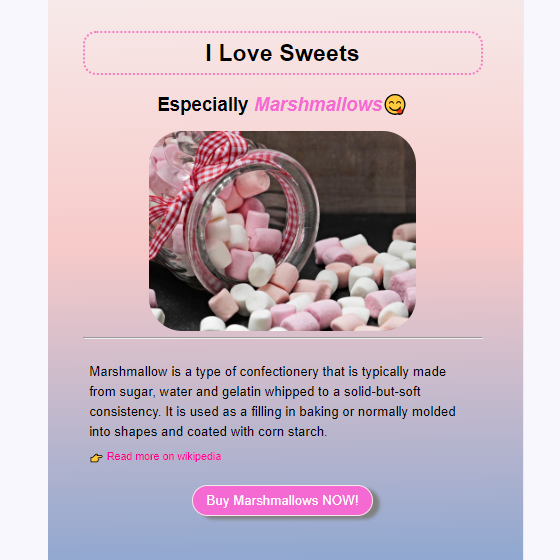 I Love Sweets
Especially Marshmallows😋
Marshmallow is a type of confectionery that is typically made
from sugar, water and gelatin whipped to a solid-but-soft
consistency. It is used as a filling in baking or normally molded
into shapes and coated with corn starch.
👉 Read more on wikipedia
Buy Marshmallows NOW!